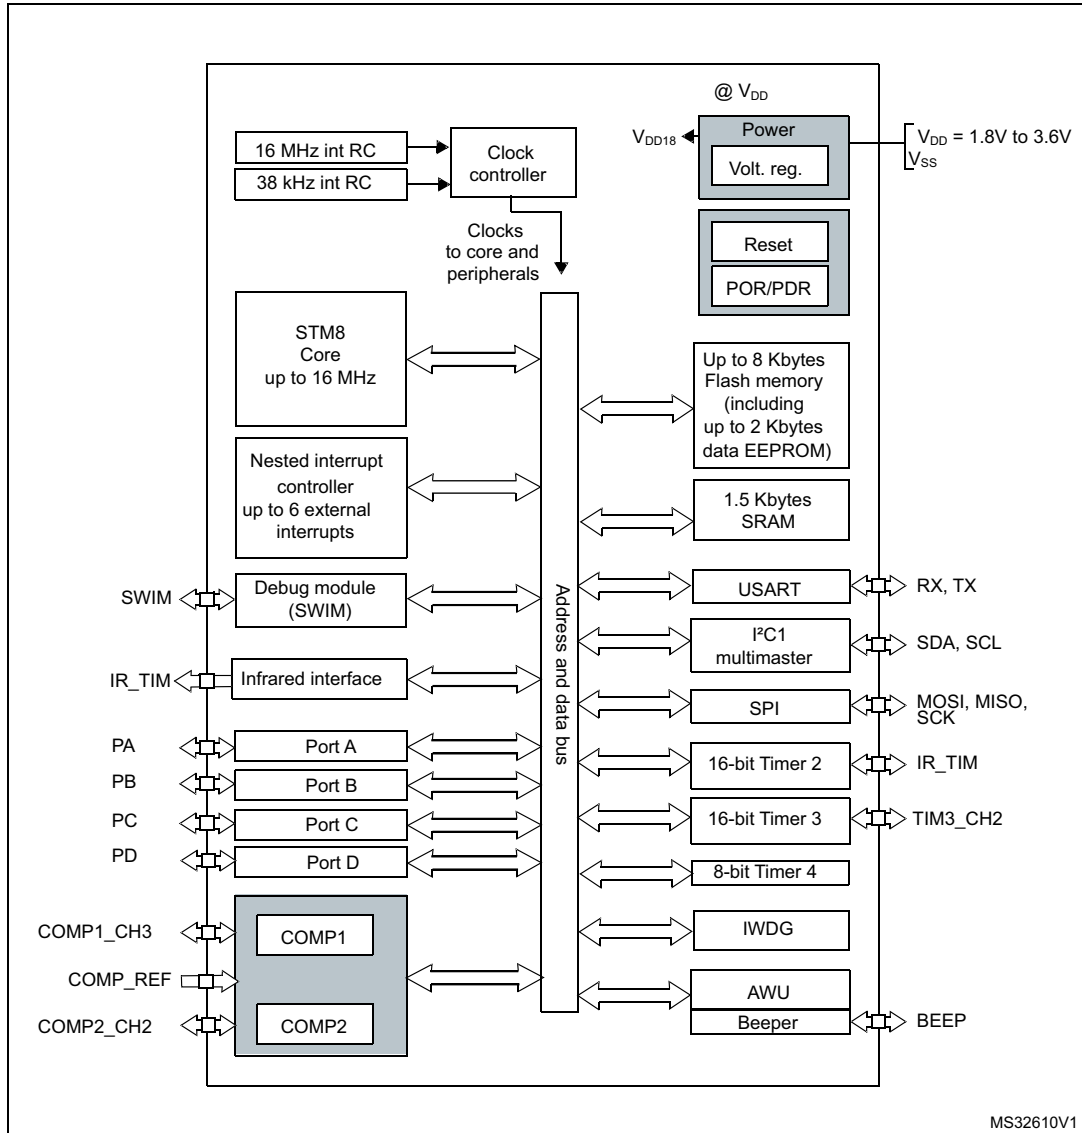 @ VDD
Power
Volt. reg.
VDD18
VDD = 1.8V to 3.6V
VSS
16 MHz int RC
38 kHz int RC
Clock
controller
Clocks
to core and
peripherals
Reset
POR/PDR
STM8
Core
up to 16 MHz
Up to 8 Kbytes
Flash memory
(including
up to 2 Kbytes
data EEPROM)
Nested interrupt
controller
up to 6 external
interrupts
1.5 Kbytes
SRAM
Address and data bus
SWIM
Debug module
(SWIM)
USART
RX, TX
I²C1
multimaster
SDA, SCL
IR_TIM
Infrared interface
SPI
MOSI, MISO,
SCK
PA
Port A
16-bit Timer 2
IR_TIM
PB
Port B
PC
Port C
16-bit Timer 3
TIM3_CH2
PD
Port D
8-bit Timer 4
COMP1_CH3
COMP1
IWDG
COMP_REF
COMP2_CH2
COMP2
AWU
Beeper
BEEP
MS32610V1